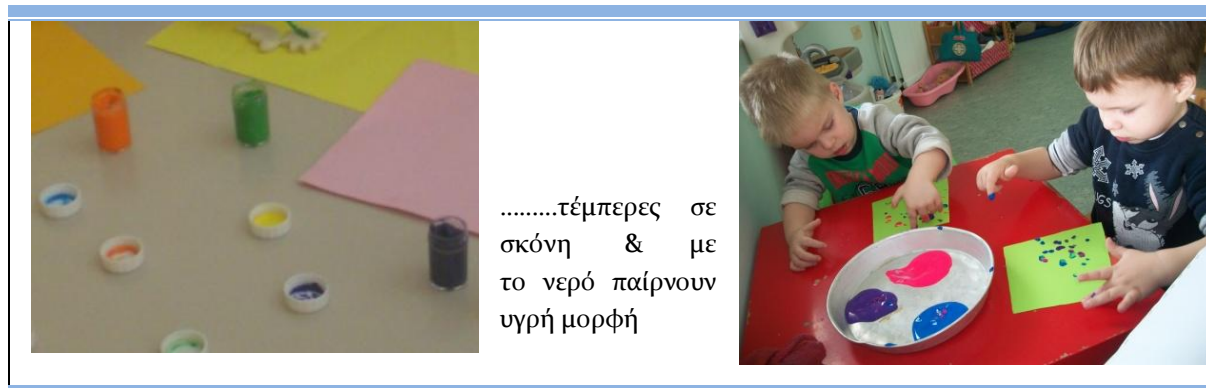 .........τέμπερες σε
σκόνη & με
το νερό παίρνουν
υγρή μορφή